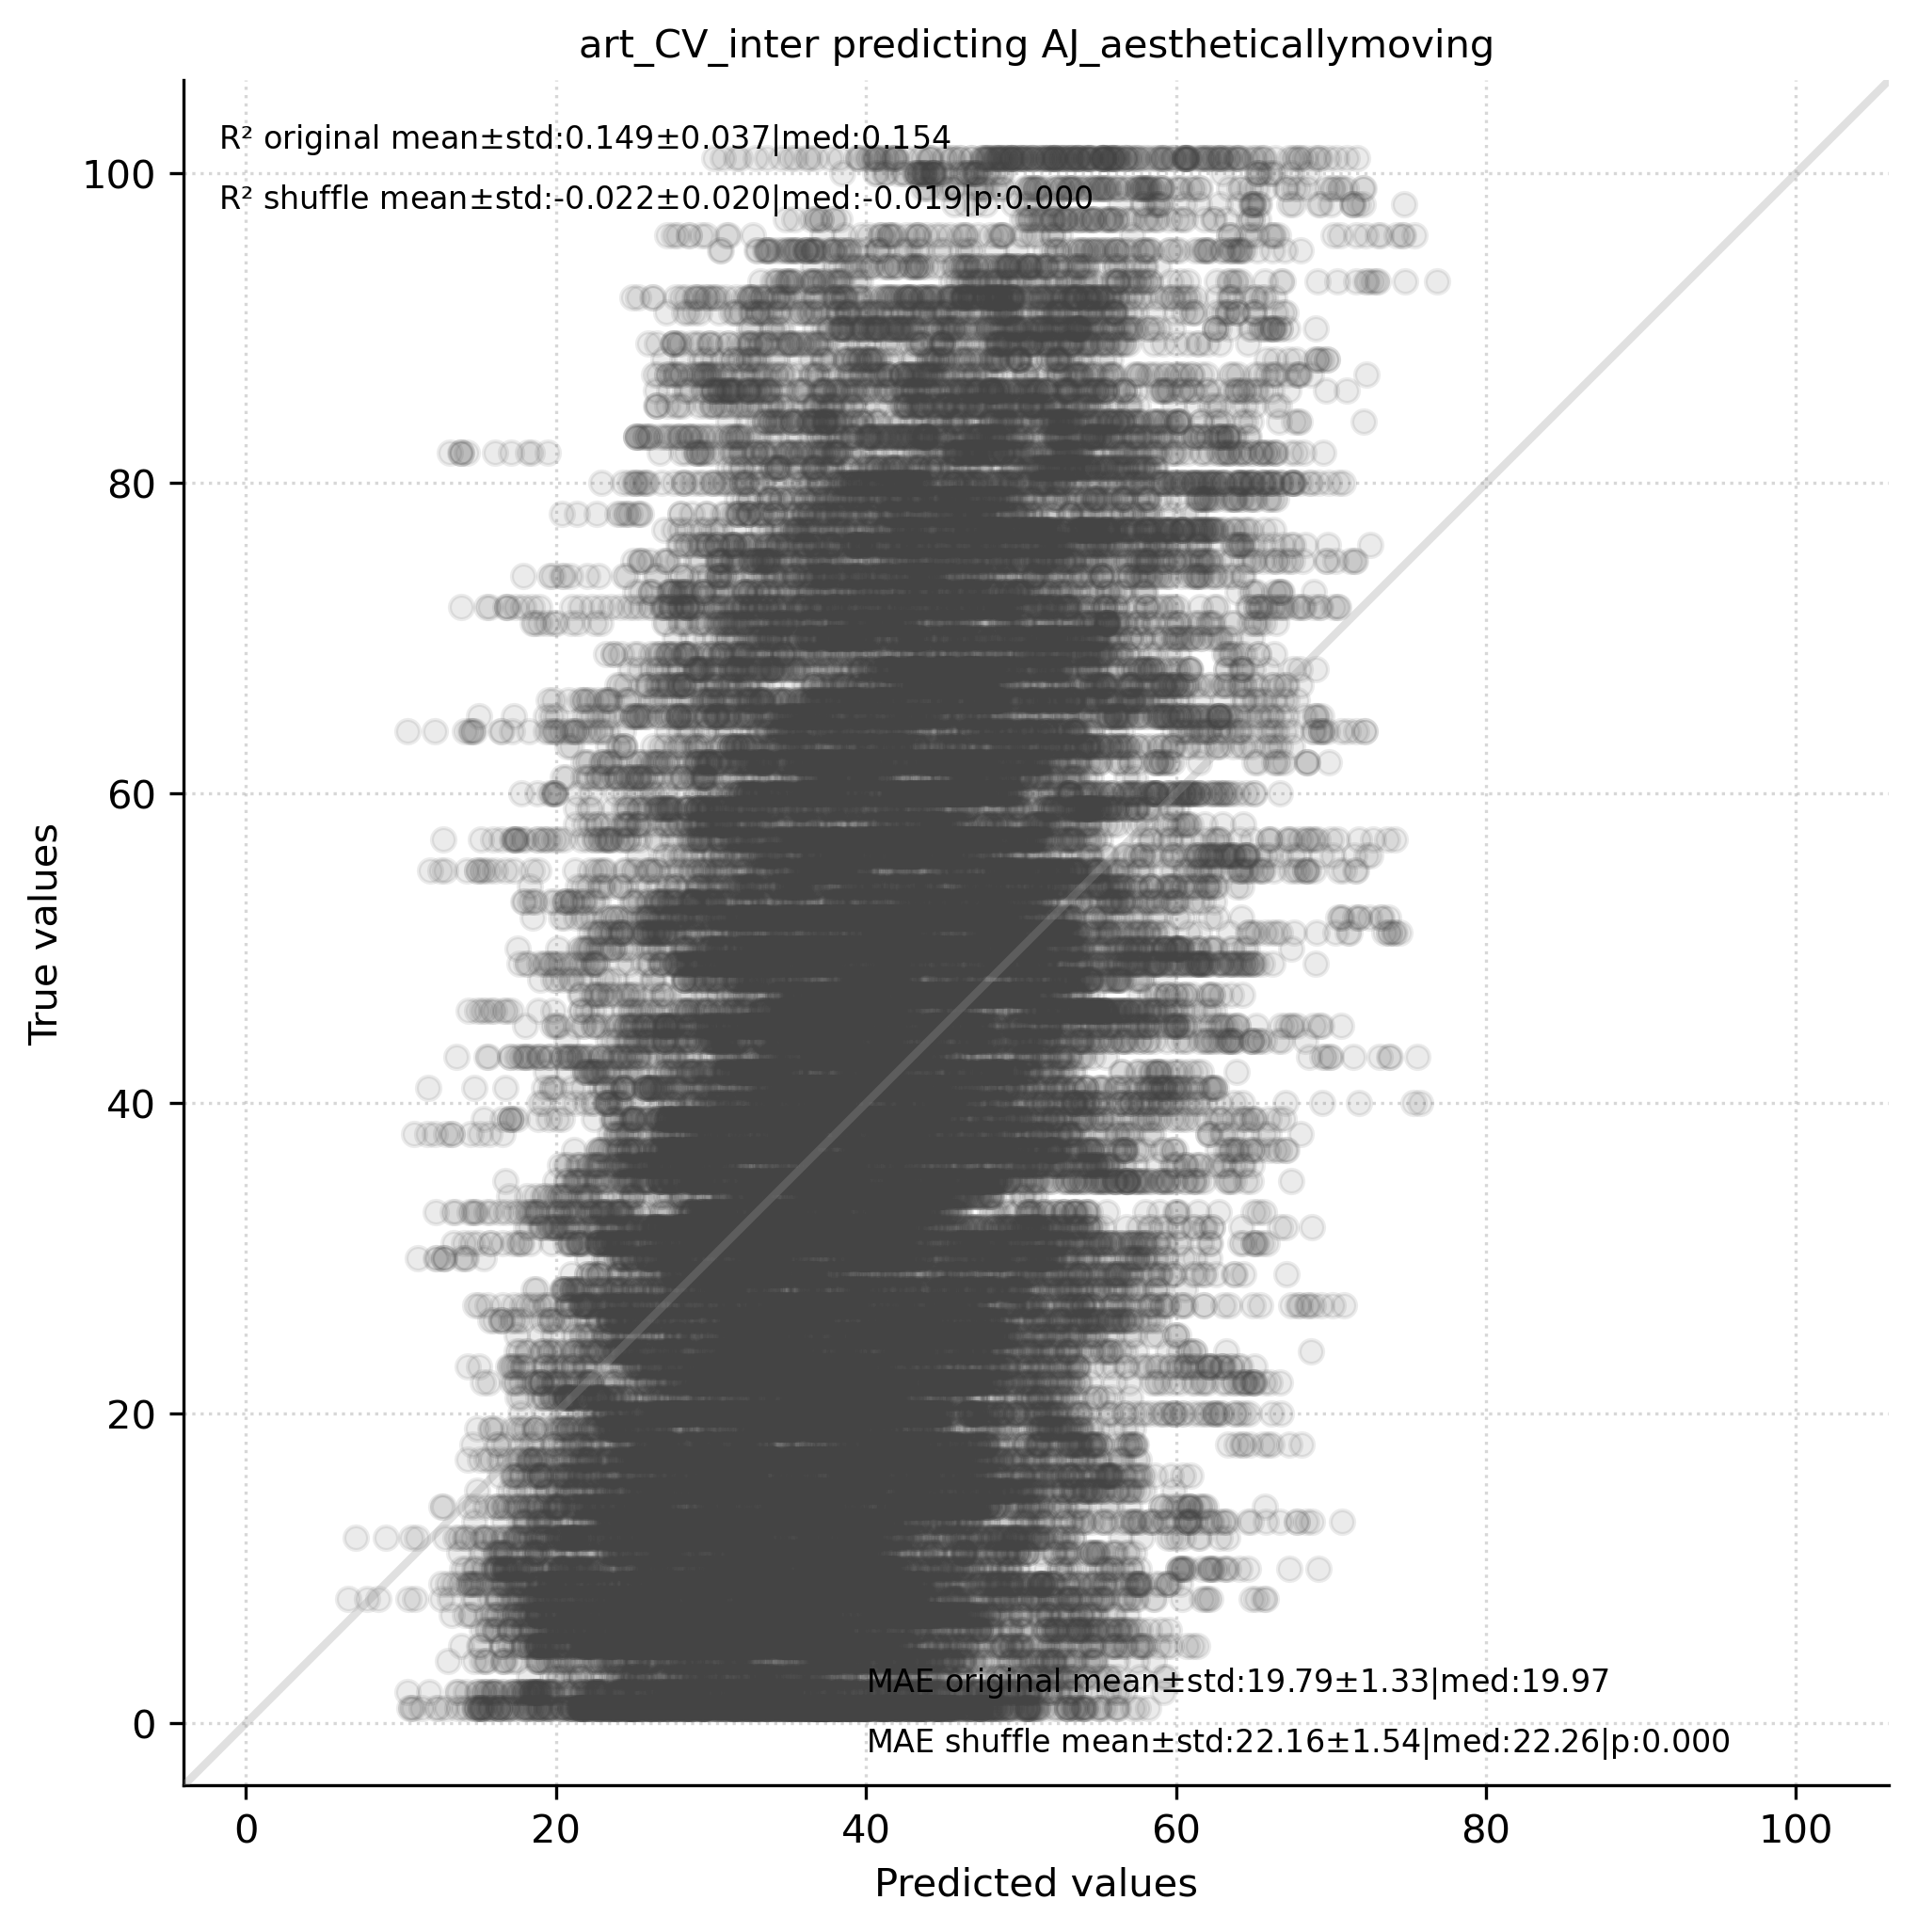 art_CV_inter predicting AJ_aestheticallymoving
R² original mean±std:0.149±0.037|med:0.154
R² shuffle mean±std:-0.022±0.020|med:-0.019|p:0.000
100
80
60
40
20
0
True values
MAE original mean±std:19.79±1.33|med:19.97
MAE shuffle mean±std:22.16±1.54|med:22.26|p:0.000
0 20 40 60 80 100
Predicted values